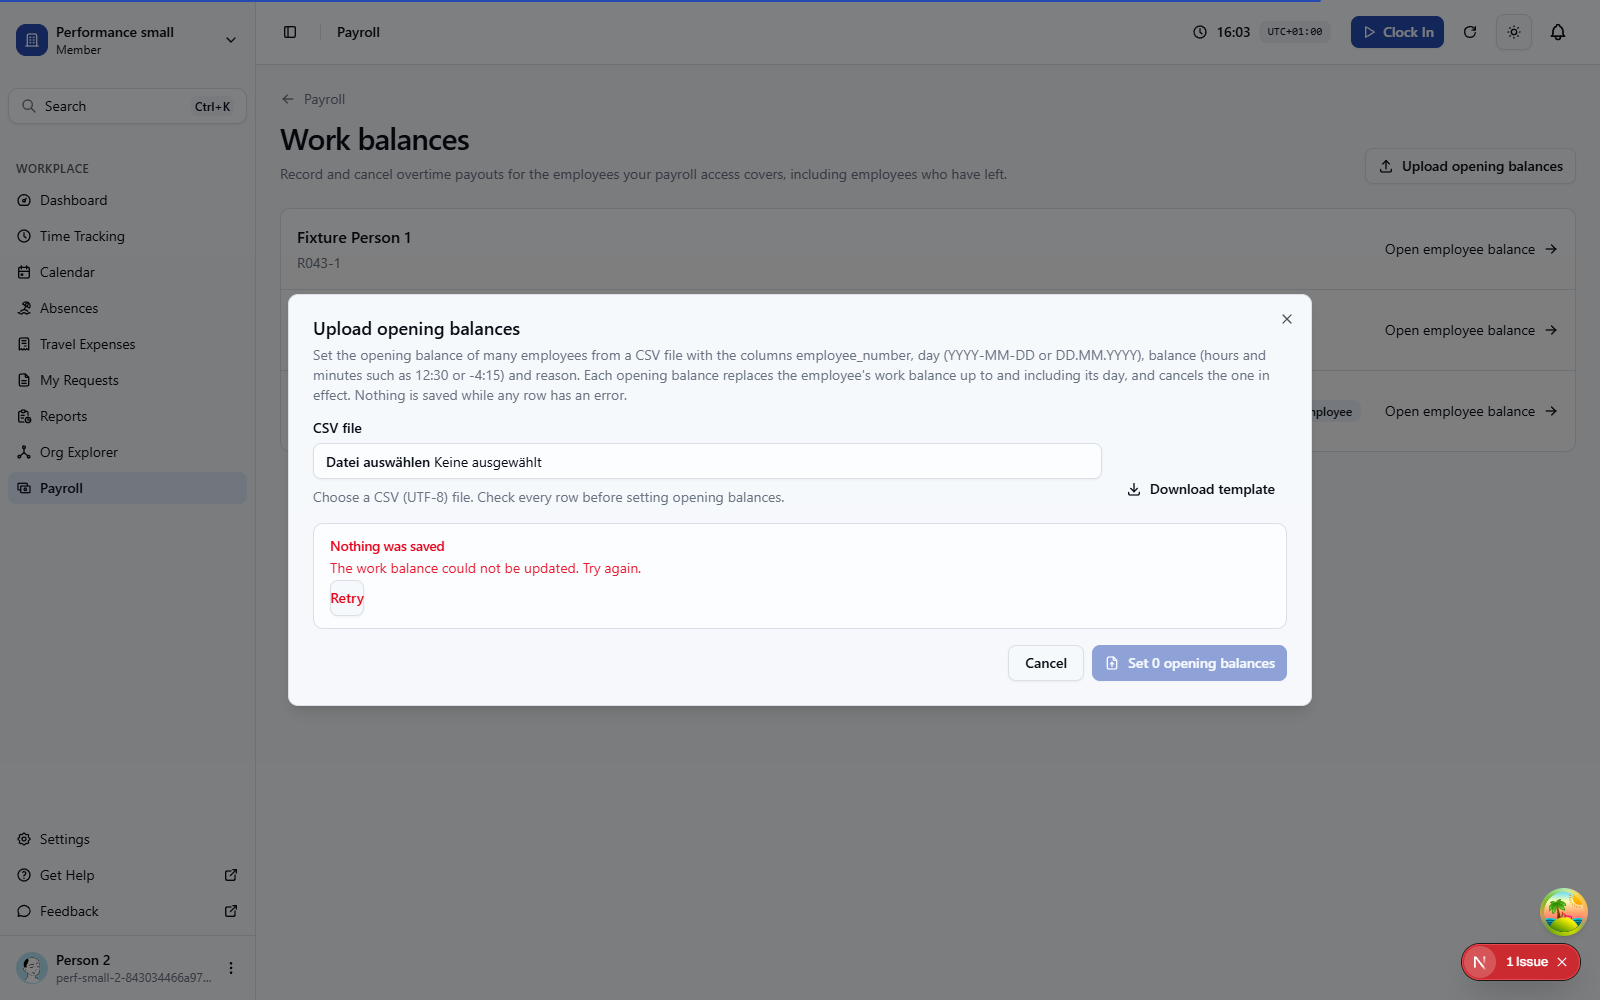 Performance small
Member
Search
Ctrl+K
WORKPLACE
Dashboard
Time Tracking
Calendar
Absences
Travel Expenses
My Requests
Reports
Org Explorer
Payroll
Settings
Get Help
Feedback
Person 2
perf-small-2-843034466a97...
Payroll
16:03
UTC+01:00
Clock In
Payroll
Work balances
Record and cancel overtime payouts for the employees your payroll access covers, including employees who have left.
Upload opening balances
Fixture Person 1
R043-1
Open employee balance
Open employee balance
mployee
Open employee balance
Upload opening balances
Set the opening balance of many employees from a CSV file with the columns employee_number, day (YYYY-MM-DD or DD.MM.YYYY), balance (hours and
minutes such as 12:30 or -4:15) and reason. Each opening balance replaces the employee's work balance up to and including its day, and cancels the one in
effect. Nothing is saved while any row has an error.
CSV file
Datei auswählen Keine ausgewählt
Choose a CSV (UTF-8) file. Check every row before setting opening balances.
Download template
Nothing was saved
The work balance could not be updated. Try again.
Retry
Cancel
Set 0 opening balances
N
1 Issue